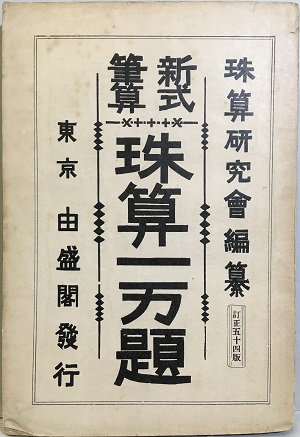 珠算研究會編纂
訂正五十四版
新式
筆算
珠算一万題
東京 由盛閣發行